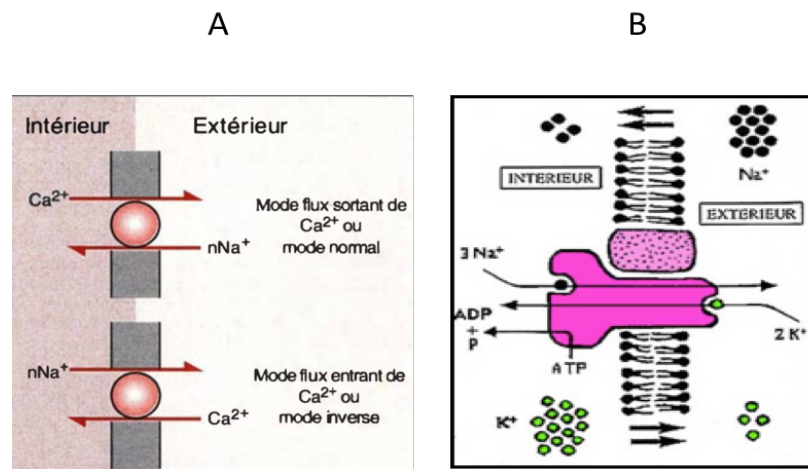 A
B
Intérieur
Extérieur
Ca2+
nNa+
Mode flux sortant de
Ca2+ ou
mode normal
nNa+
Ca2+
Mode flux entrant de
Ca2+ ou
mode inverse
INTERIEUR
Na+
EXTERIEUR
3 Na+
ADP
+
P
ATP
2 K+
K+